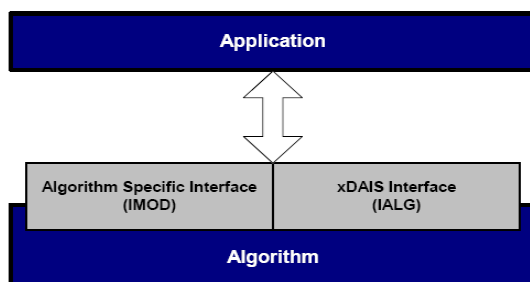 Application
Algorithm Specific Interface
(IMOD)
xDAIS Interface
(IALG)
Algorithm